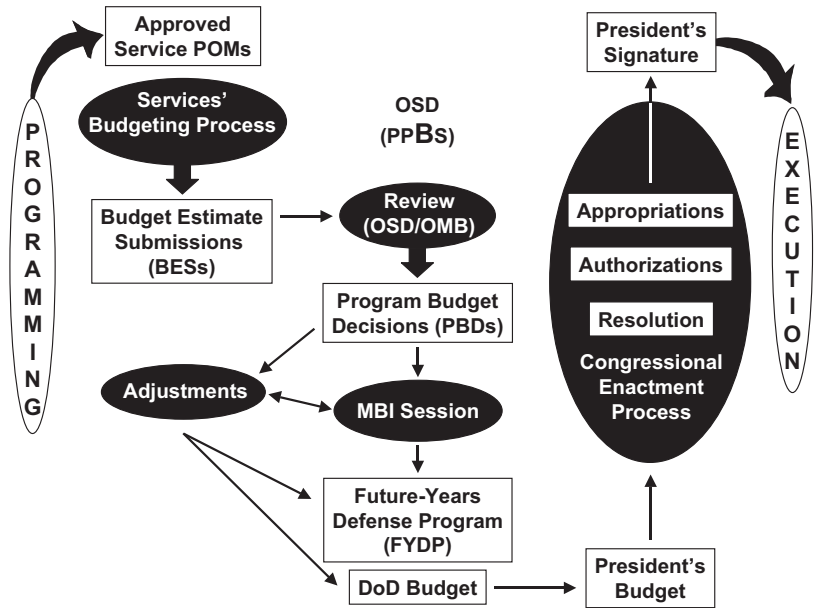 PROGRAMMING
Approved
Service POMs
Services'
Budgeting Process
Budget Estimate
Submissions
(BESs)
OSD
(PPBS)
Review
(OSD/OMB)
Program Budget
Decisions (PBDs)
Adjustments
MBI Session
Future-Years
Defense Program
(FYDP)
DoD Budget
President's
Budget
Congressional
Enactment
Process
Resolution
Authorizations
Appropriations
President's
Signature
EXECUTION